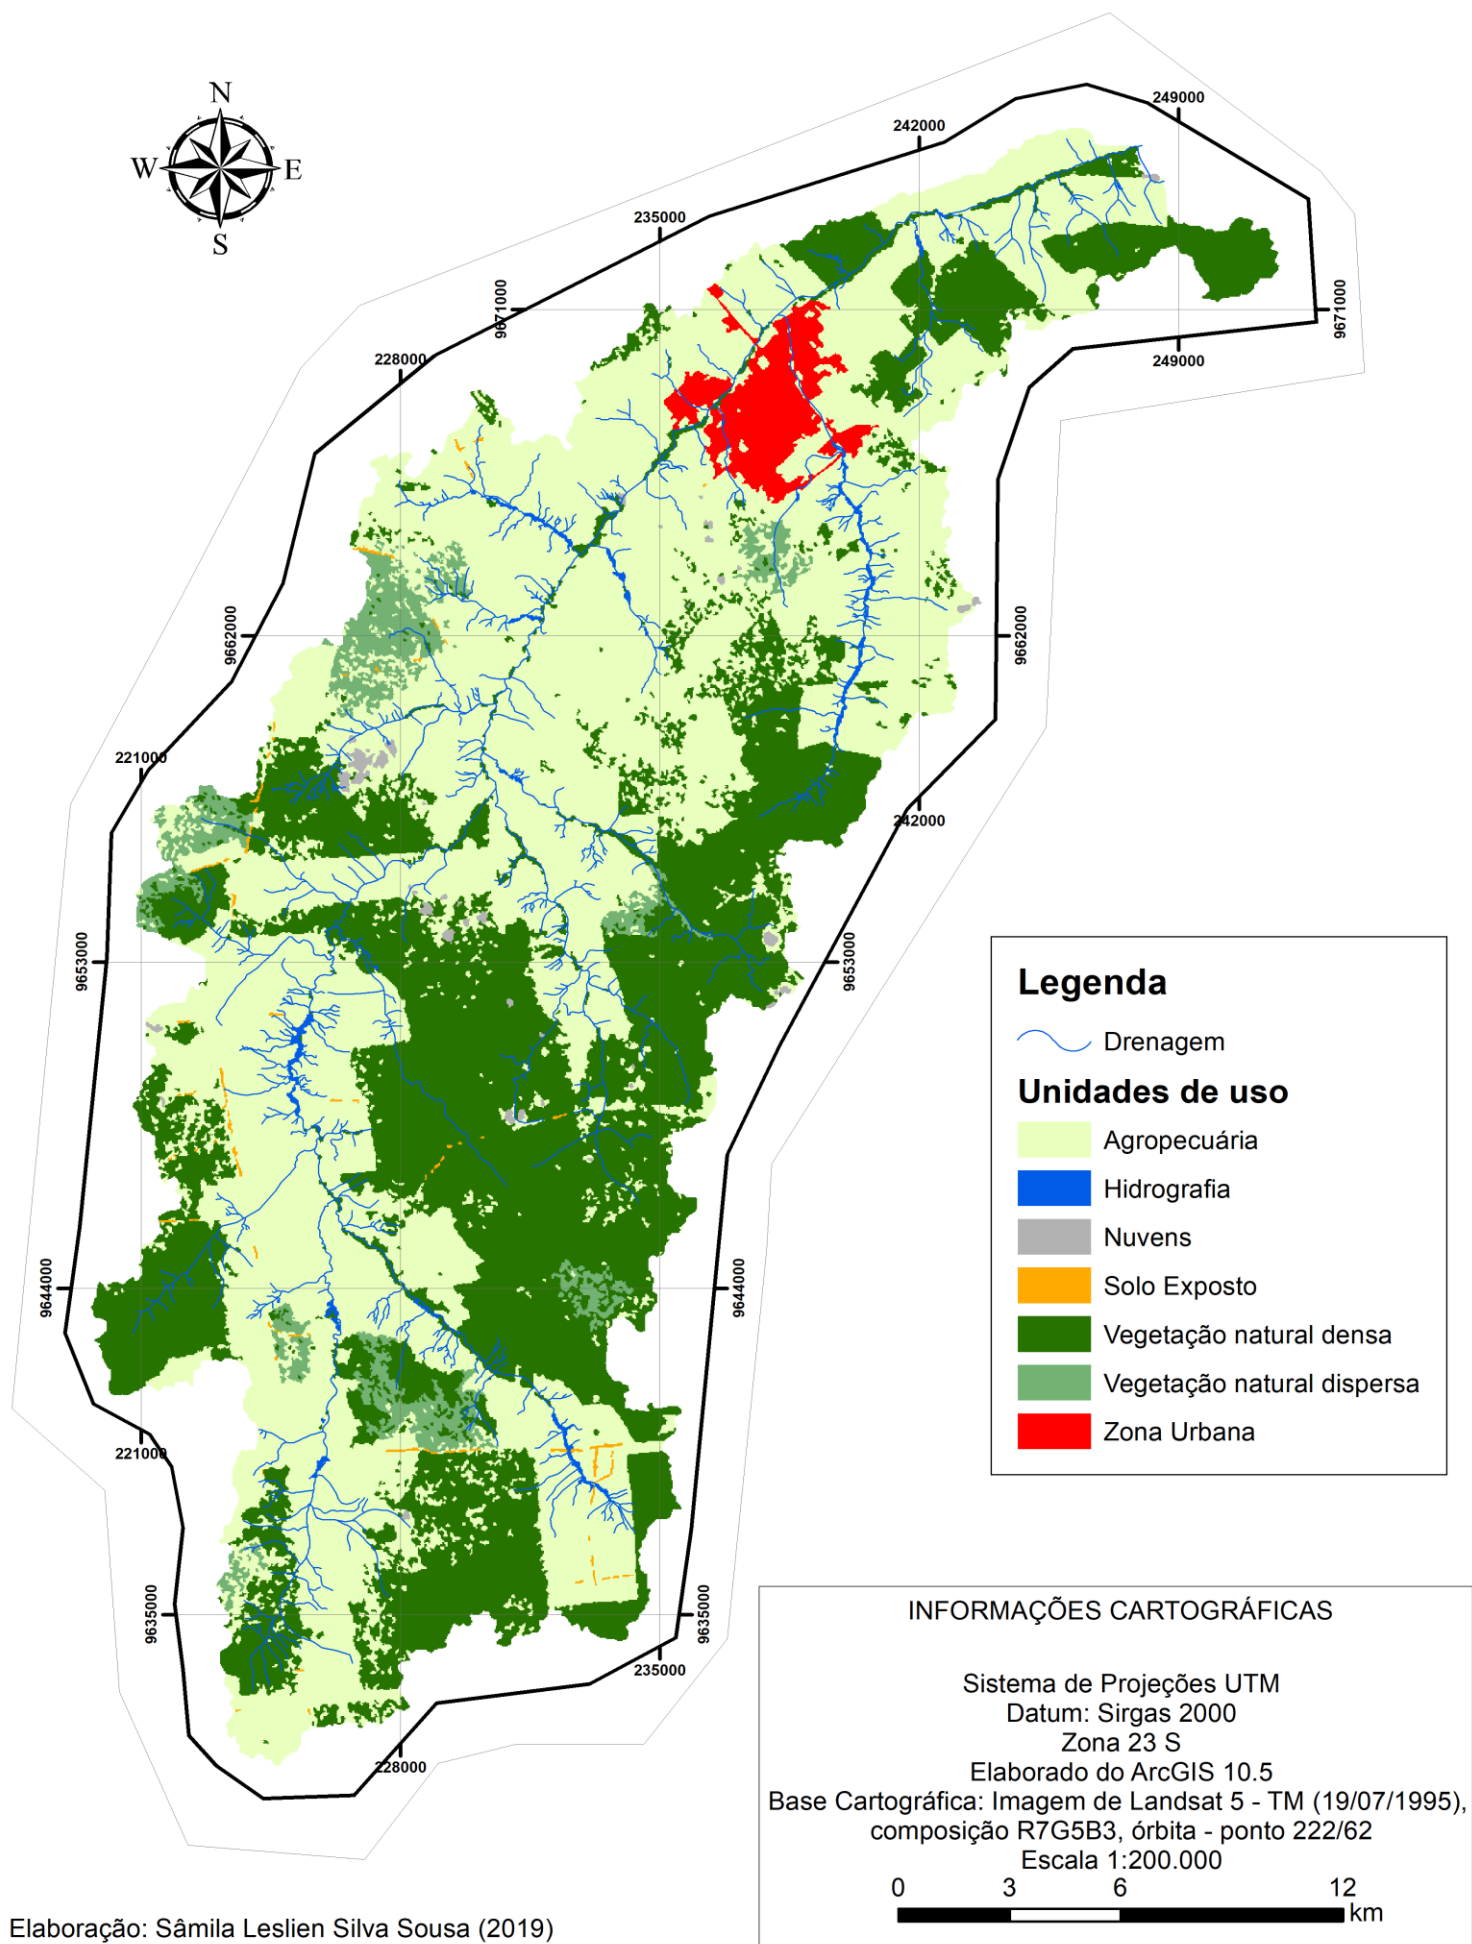 N
W
E
S
249000
242000
235000
9671000
9671000
228000
249000
9662000
9662000
221000
242000
9653000
9653000
Legenda
Drenagem
Unidades de uso
Agropecuária
Hidrografia
Nuvens
Solo Exposto
Vegetação natural densa
Vegetação natural dispersa
Zona Urbana
9644000
9644000
221000
9635000
9635000
235000
228000
INFORMAÇÕES CARTOGRÁFICAS
Sistema de Projeções UTM
Datum: Sirgas 2000
Zona 23 S
Elaborado do ArcGIS 10.5
Base Cartográfica: Imagem de Landsat 5 - TM (19/07/1995),
composição R7G5B3, órbita - ponto 222/62
Escala 1:200.000
0 3 6 12
km
Elaboração: Sâmila Leslien Silva Sousa (2019)